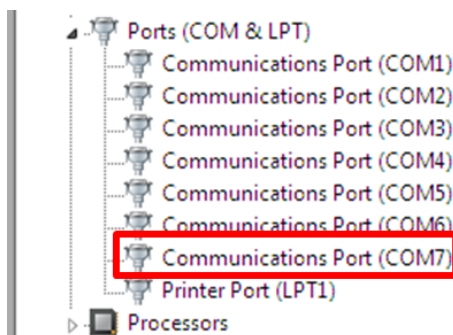 Ports (COM & LPT)
Communications Port (COM1)
Communications Port (COM2)
Communications Port (COM3)
Communications Port (COM4)
Communications Port (COM5)
Communications Port (COM6)
Communications Port (COM7)
Printer Port (LPT1)
Processors